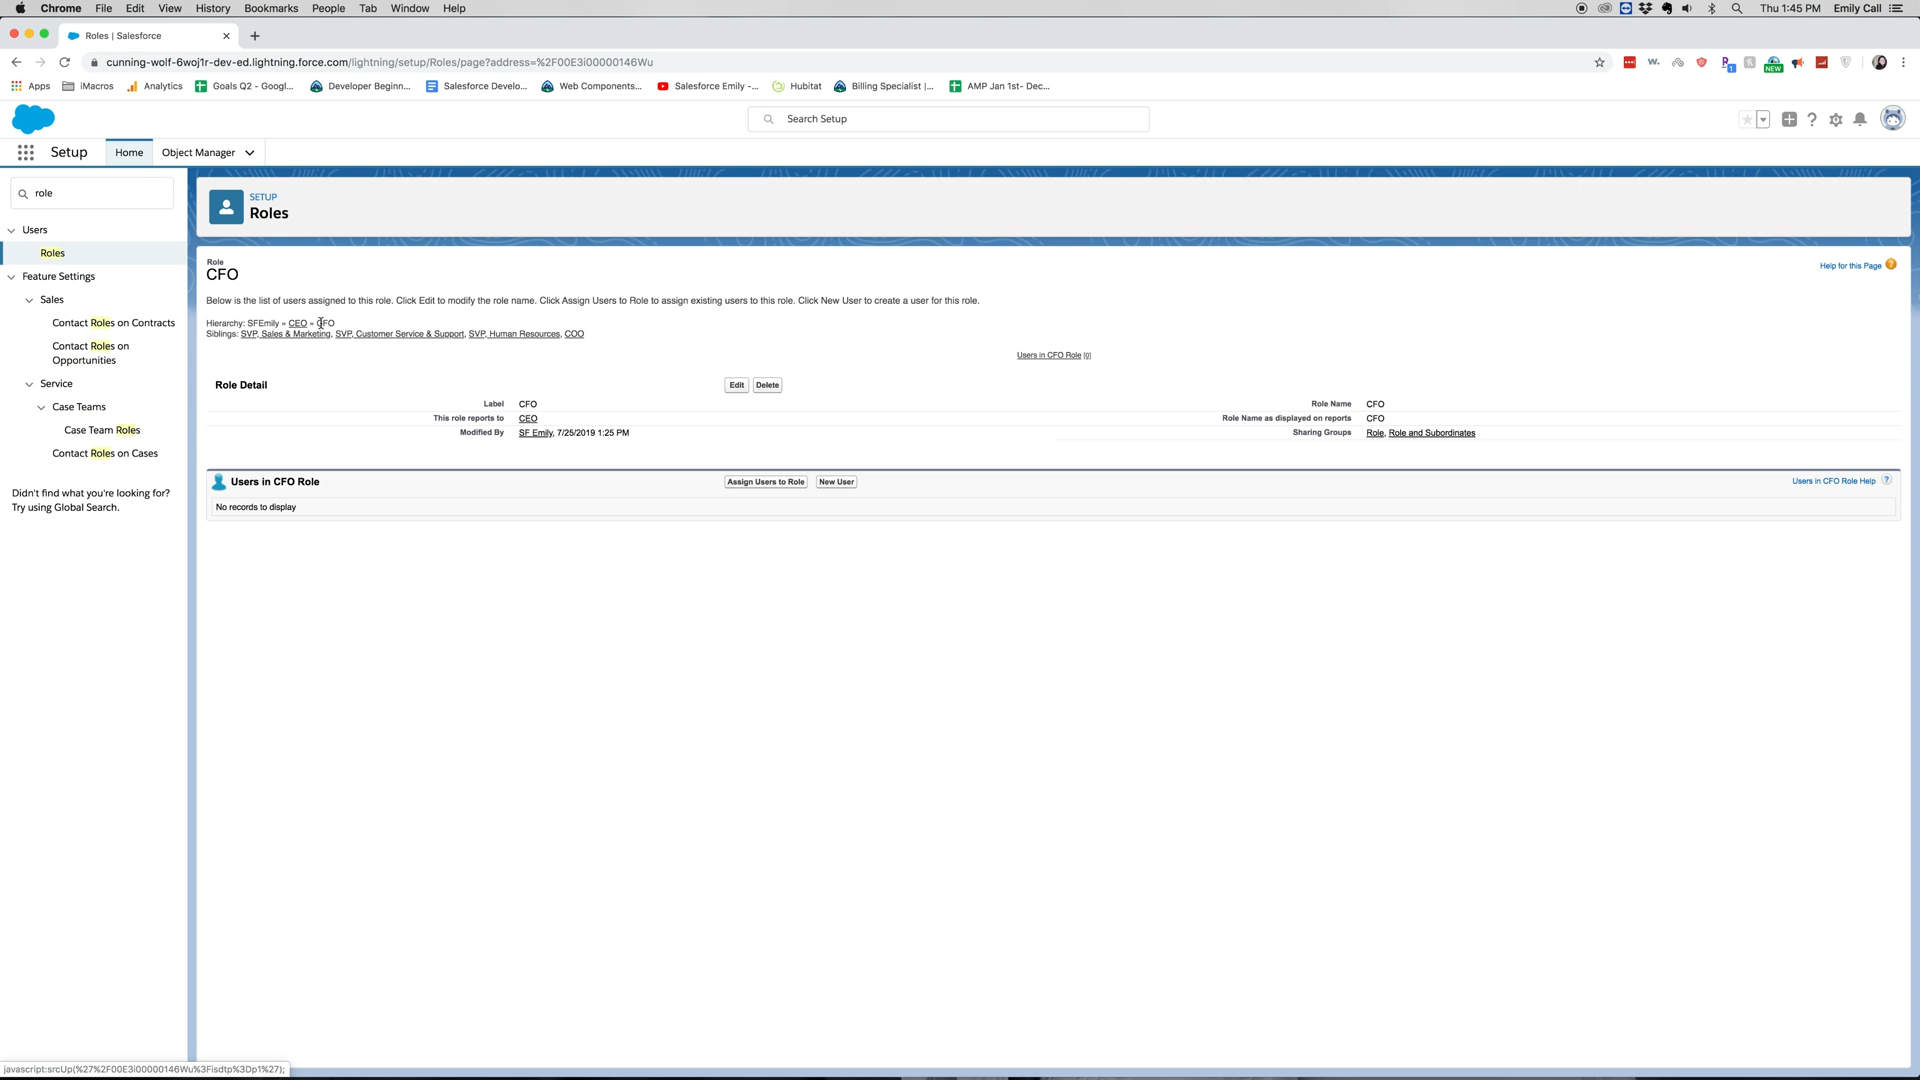 Chrome File Edit View History Bookmarks People Tab Window Help Thu 1:45 PM Emily Call
Roles | Salesforce
cunning-wolf-6woj1r-dev-ed.lightning.force.com/lightning/setup/Roles/page?address=%2F00E3i00000146Wu
Apps iMacros Analytics Goals Q2 - Googl... Developer Beginn... Salesforce Develo... Web Components... Salesforce Emily -... Hubitat Billing Specialist |... AMP Jan 1st- Dec...
NEW
1
Search Setup
Setup Home Object Manager
role
Users
Roles
Feature Settings
Sales
Contact Roles on Contracts
Contact Roles on
Opportunities
Service
Case Teams
Case Team Roles
Contact Roles on Cases
Didn't find what you're looking for?
Try using Global Search.
SETUP
Roles
Role
CFO
Help for this Page
Below is the list of users assigned to this role. Click Edit to modify the role name. Click Assign Users to Role to assign existing users to this role. Click New User to create a user for this role.
Hierarchy: SFEmily » CEO » CFO
Siblings: SVP, Sales & Marketing, SVP, Customer Service & Support, SVP, Human Resources, COO
Users in CFO Role [0]
Role Detail Edit Delete
Label CFO Role Name CFO
This role reports to CEO Role Name as displayed on reports CFO
Modified By SF Emily, 7/25/2019 1:25 PM Sharing Groups Role, Role and Subordinates
Users in CFO Role Assign Users to Role New User Users in CFO Role Help ?
No records to display
javascript:srcUp(%27%2F00E3i00000146Wu%3Fisdtp%3Dp1%27);